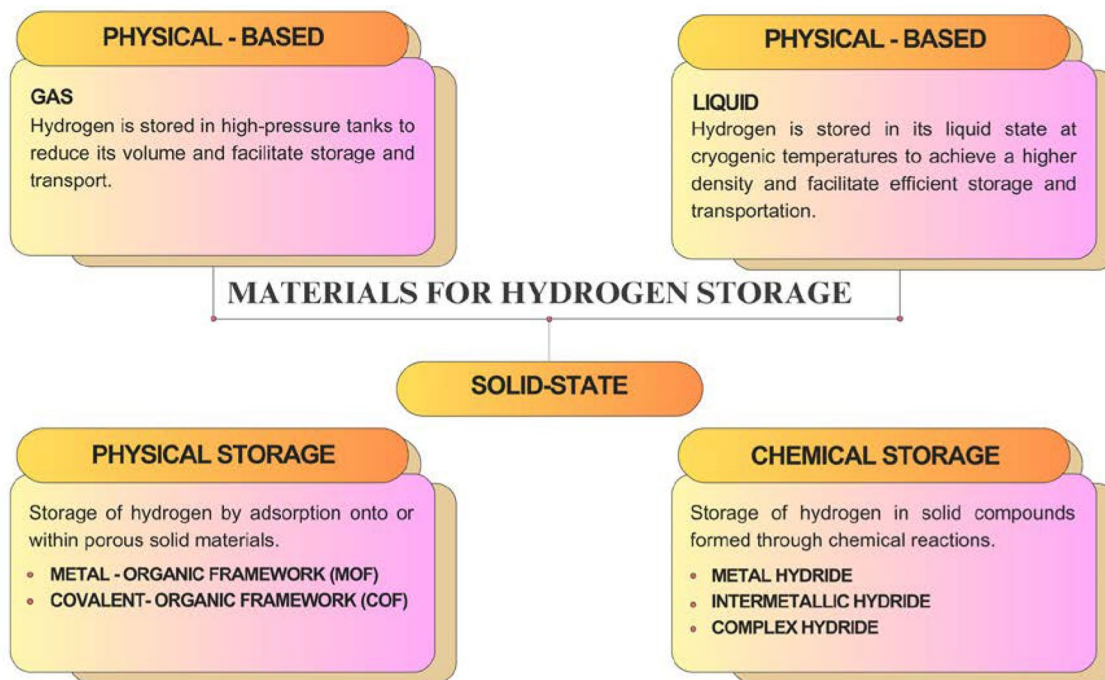 PHYSICAL - BASED
GAS
Hydrogen is stored in high-pressure tanks to
reduce its volume and facilitate storage and
transport.
PHYSICAL - BASED
LIQUID
Hydrogen is stored in its liquid state at
cryogenic temperatures to achieve a higher
density and facilitate efficient storage and
transportation.
MATERIALS FOR HYDROGEN STORAGE
SOLID-STATE
PHYSICAL STORAGE
Storage of hydrogen by adsorption onto or
within porous solid materials.
• METAL - ORGANIC FRAMEWORK (MOF)
• COVALENT- ORGANIC FRAMEWORK (COF)
CHEMICAL STORAGE
Storage of hydrogen in solid compounds
formed through chemical reactions.
• METAL HYDRIDE
• INTERMETALLIC HYDRIDE
• COMPLEX HYDRIDE